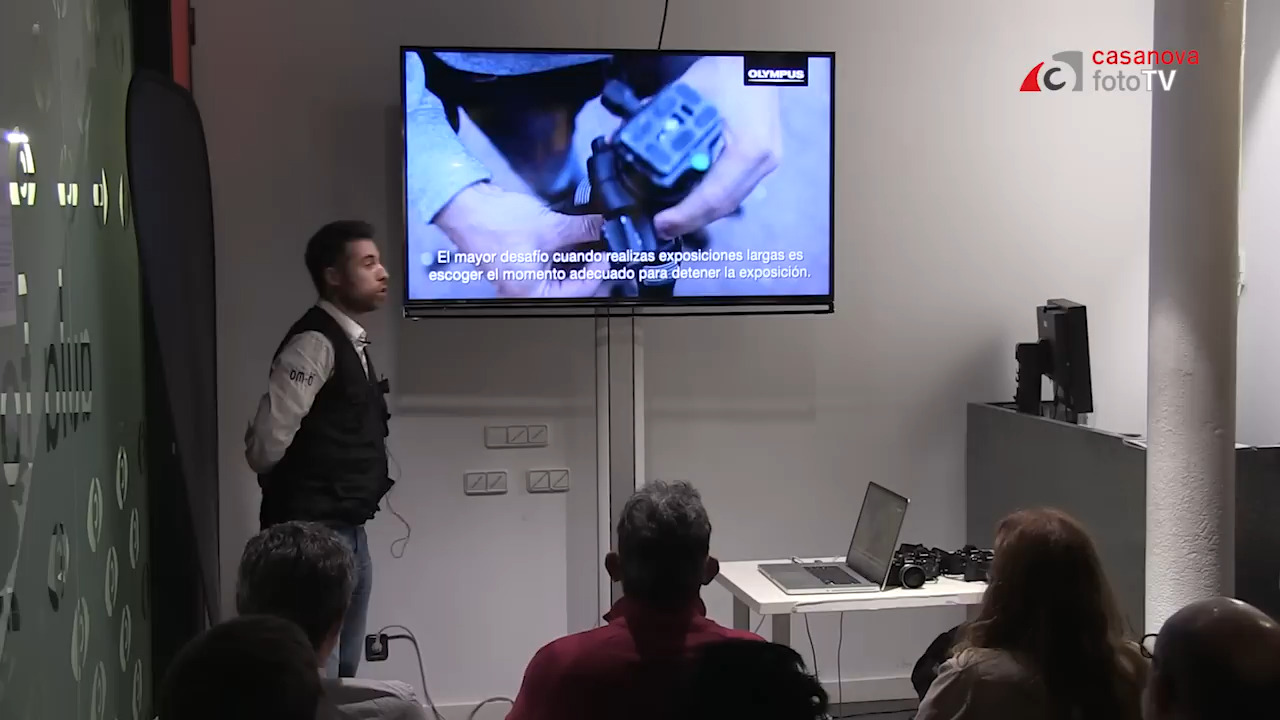 casanova
fotoTV
OLYMPUS
El mayor desafío cuando realizas exposiciones largas es
escoger el momento adecuado para detener la exposición.